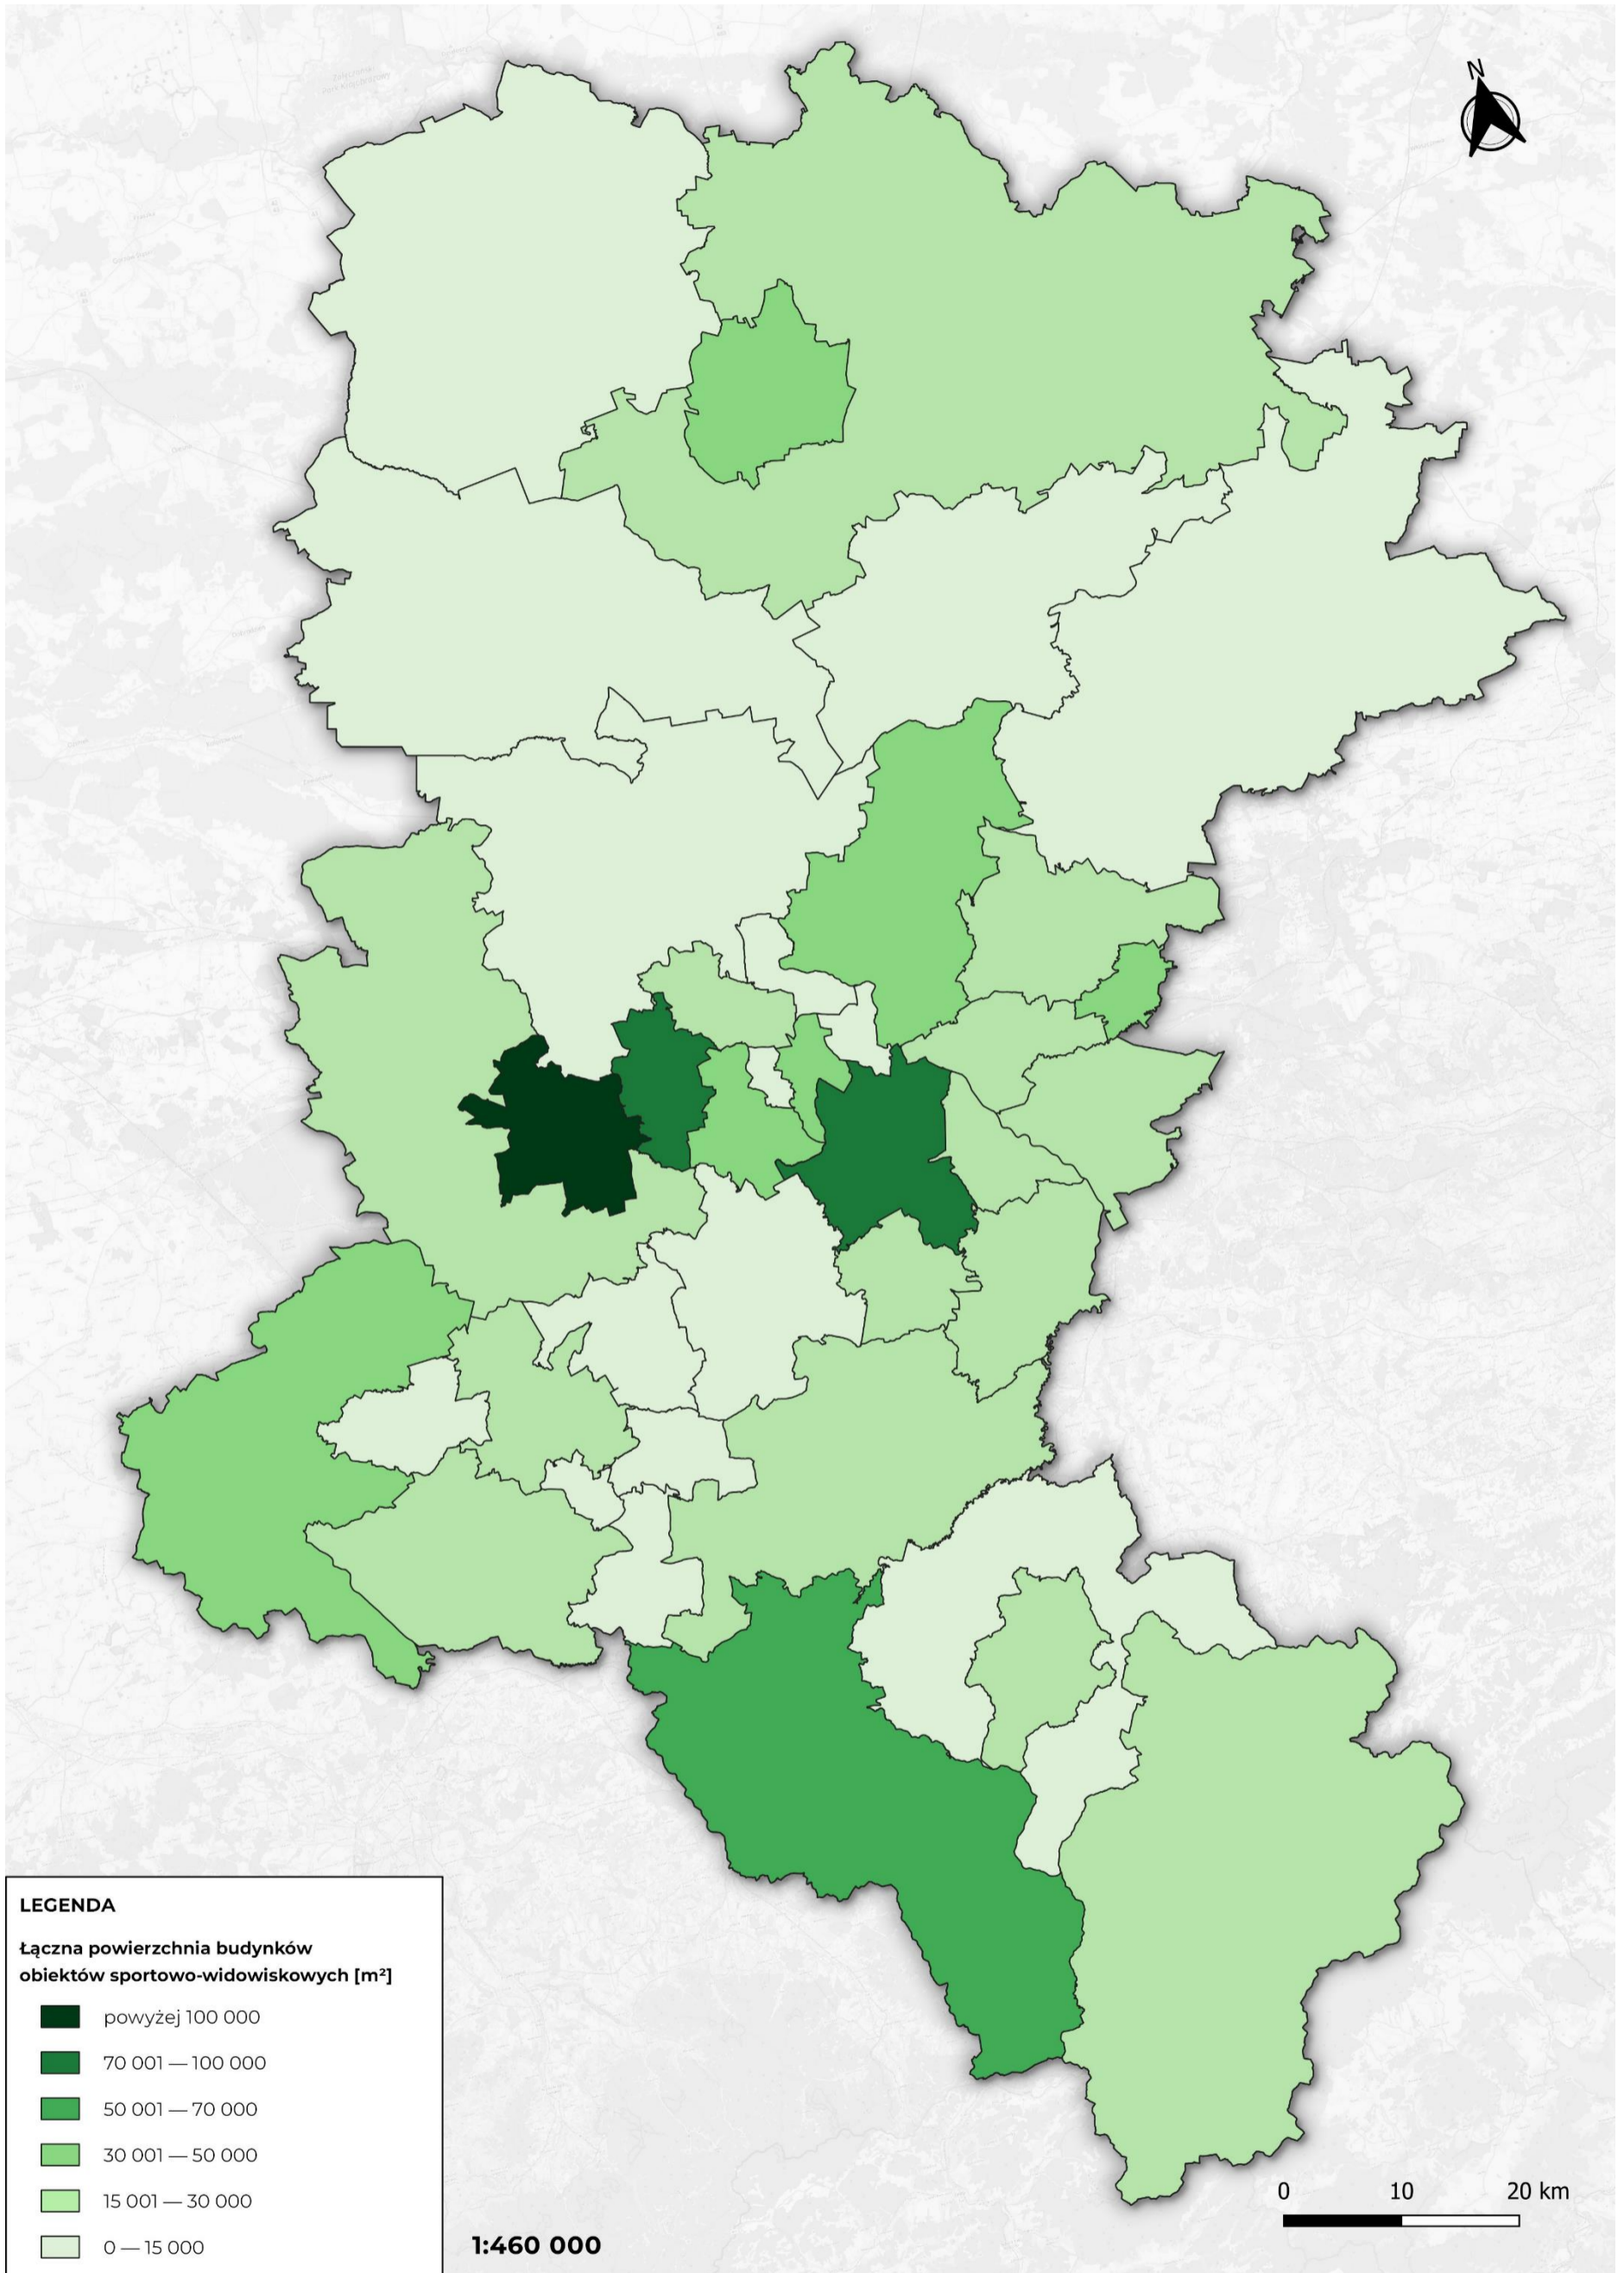 N
LEGENDA
Łączna powierzchnia budynków
obiektów sportowo-widowiskowych [m²]
powyżej 100 000
70 001 — 100 000
50 001 — 70 000
30 001 — 50 000
15 001 — 30 000
0 — 15 000
1:460 000
0 10 20 km